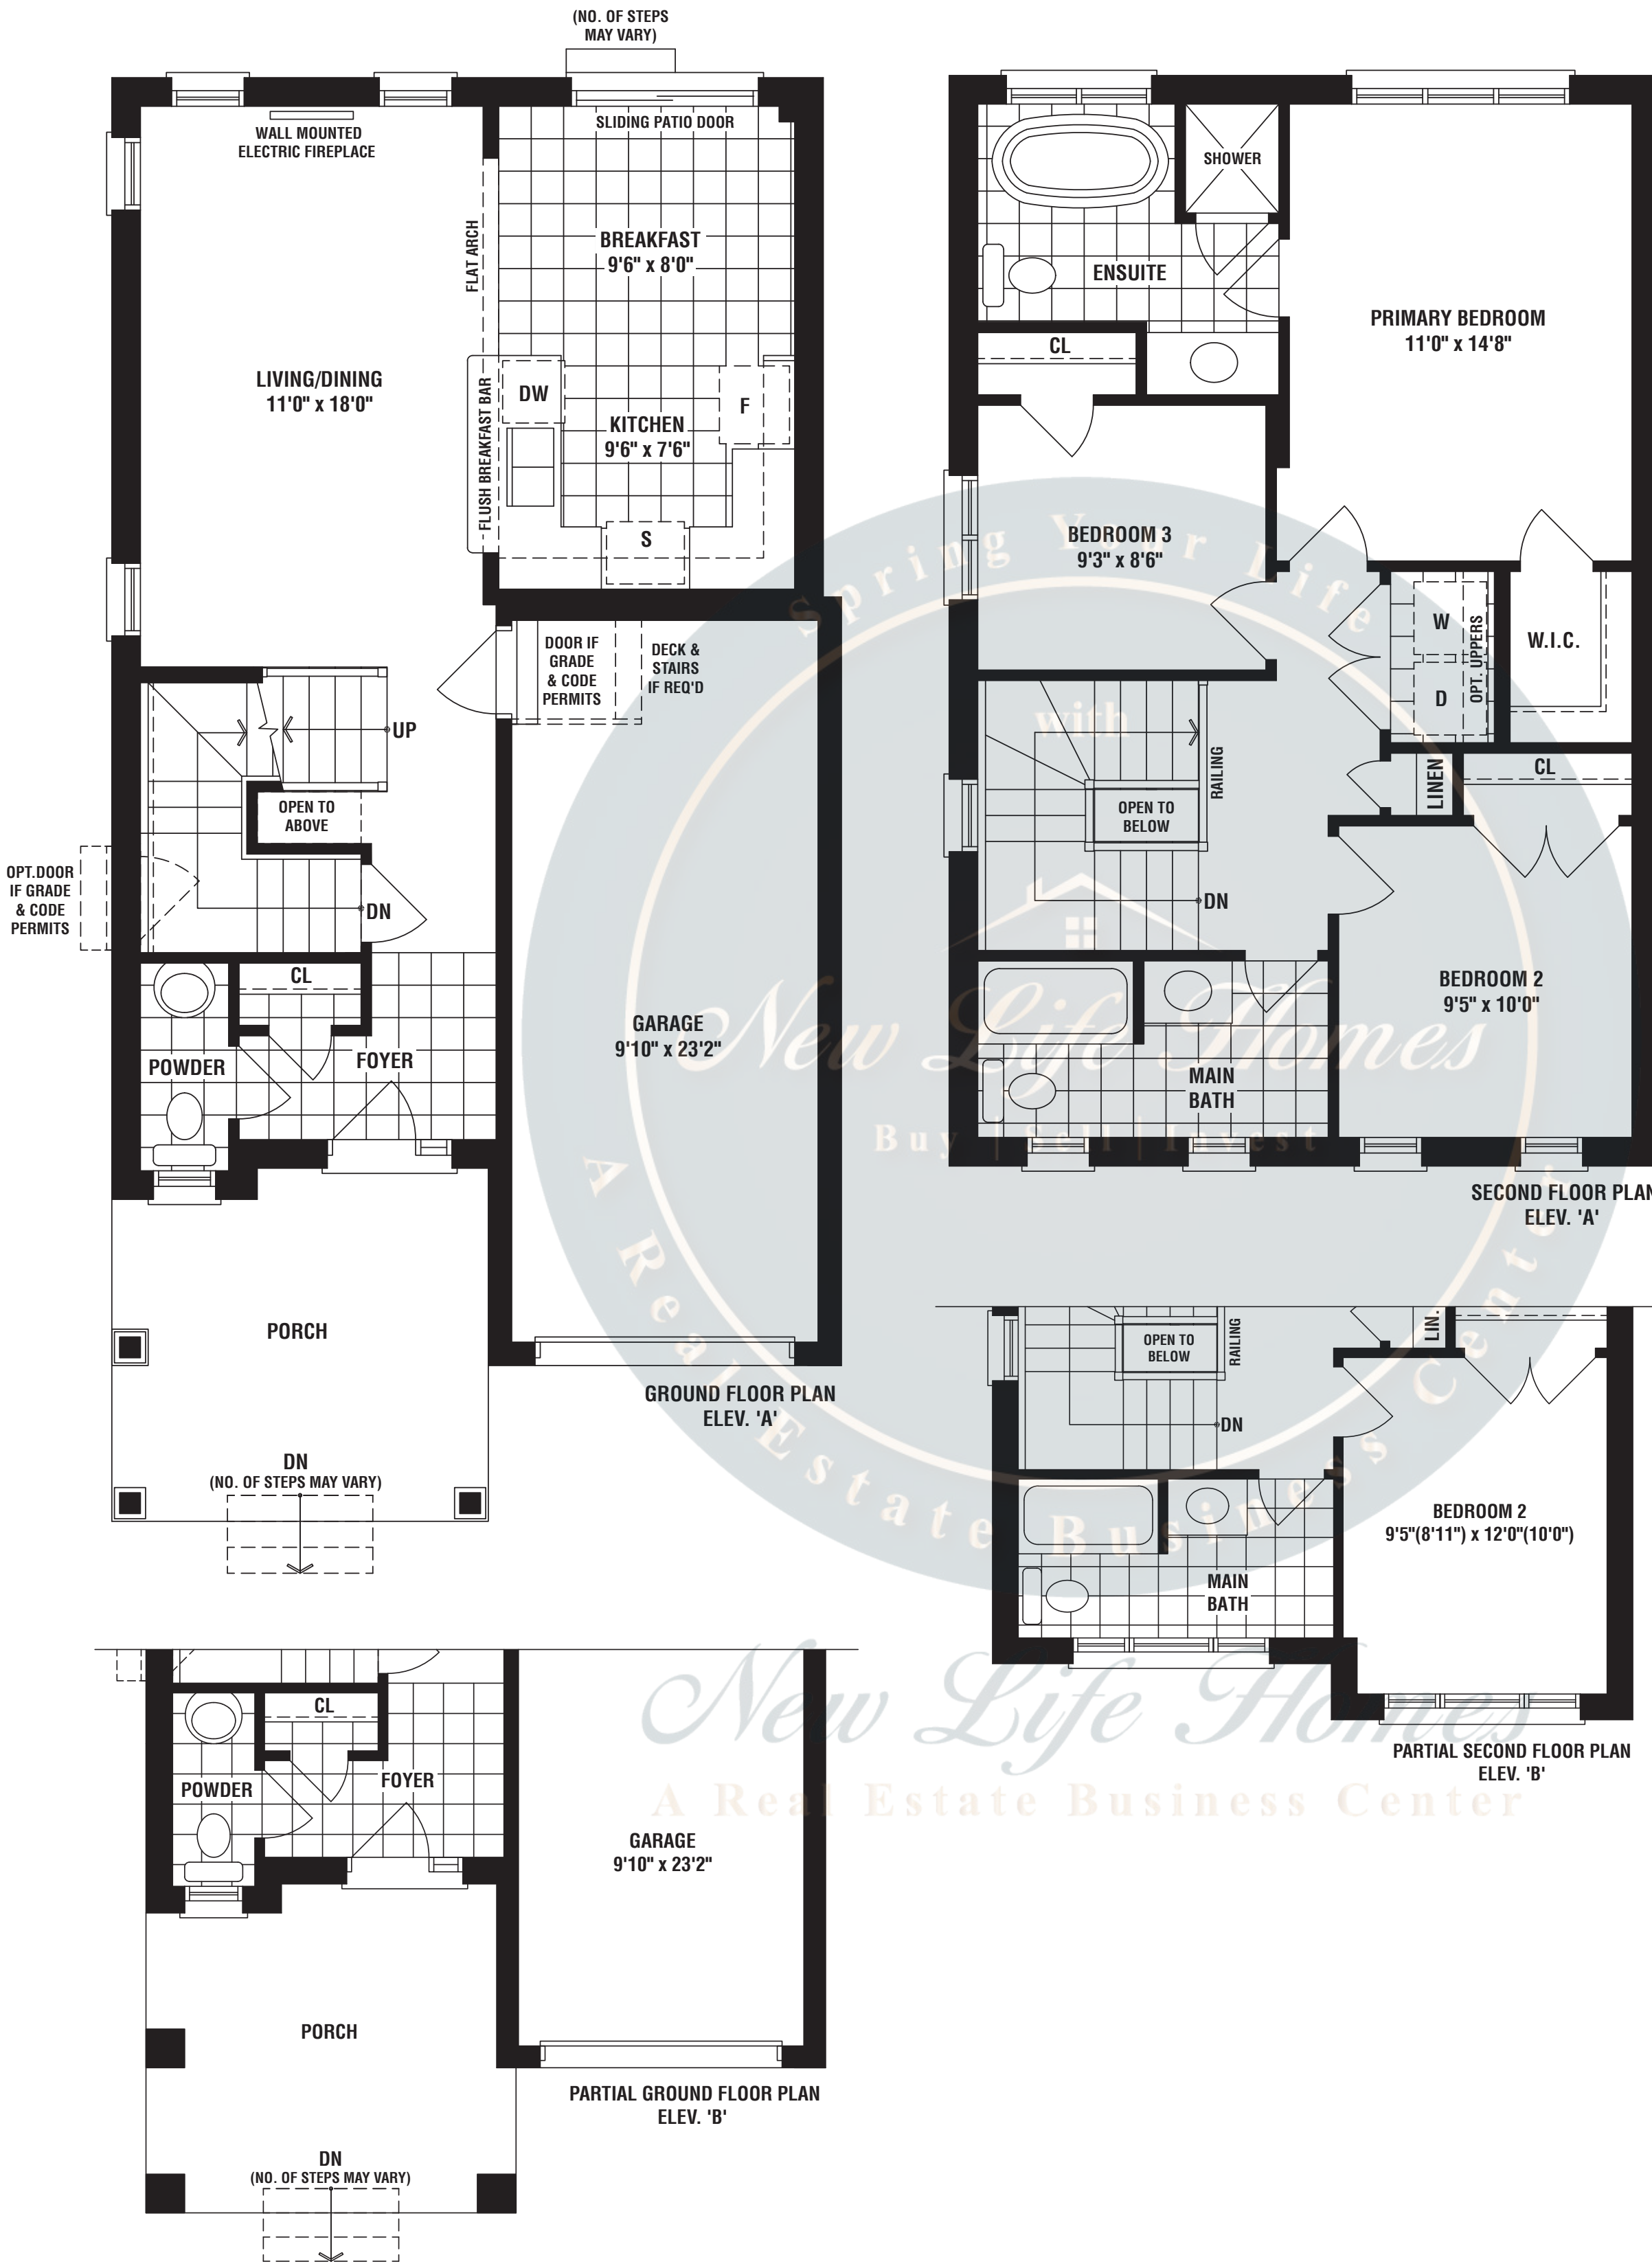 (NO. OF STEPS
MAY VARY)
WALL MOUNTED
ELECTRIC FIREPLACE
SLIDING PATIO DOOR
FLAT ARCH
BREAKFAST
9'6" x 8'0"
LIVING/DINING
11'0" x 18'0"
FLUSH BREAKFAST BAR
DW
F
KITCHEN
9'6" x 7'6"
S
DOOR IF
GRADE
& CODE
PERMITS
DECK &
STAIRS
IF REQ'D
UP
OPEN TO
ABOVE
OPT.DOOR
IF GRADE
& CODE
PERMITS
DN
CL
POWDER
FOYER
GARAGE
9'10" x 23'2"
PORCH
DN
(NO. OF STEPS MAY VARY)
GROUND FLOOR PLAN
ELEV. 'A'
SHOWER
ENSUITE
PRIMARY BEDROOM
11'0" x 14'8"
CL
BEDROOM 3
9'3" x 8'6"
W
D
OPT. UPPERS
W.I.C.
RAILING
OPEN TO
BELOW
LINEN
CL
DN
BEDROOM 2
9'5" x 10'0"
MAIN
BATH
SECOND FLOOR PLAN
ELEV. 'A'
OPEN TO
BELOW
RAILING
LIN.
DN
BEDROOM 2
9'5"(8'11") x 12'0"(10'0")
MAIN
BATH
PARTIAL SECOND FLOOR PLAN
ELEV. 'B'
CL
POWDER
FOYER
GARAGE
9'10" x 23'2"
PORCH
PARTIAL GROUND FLOOR PLAN
ELEV. 'B'
DN
(NO. OF STEPS MAY VARY)
Spring Your Life
with
New Life Homes
Buy | Sell | Invest
A Real Estate Business Center
New Life Homes
A Real Estate Business Center